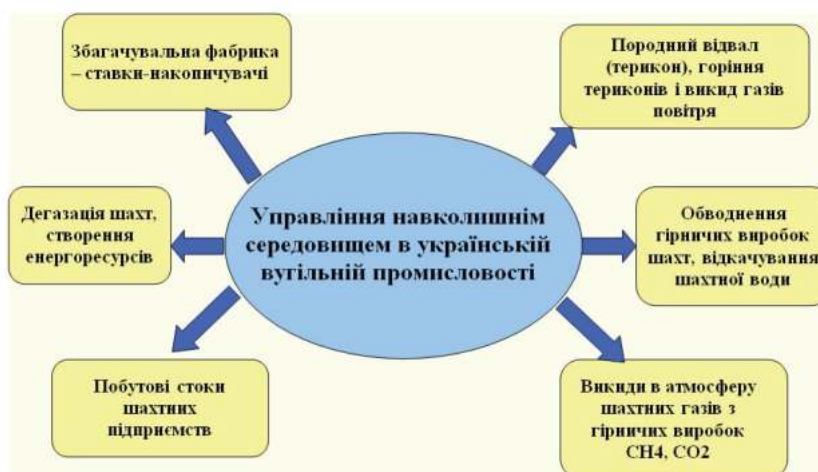 Збагачувальна фабрика
– ставки-накопичувачі
Породний відвал
(терикон), горіння
териконів і викид газів
повітря
Дегазація шахт,
створення
енергоресурсів
Управління навколишнім
середовищем в українській
вугільній промисловості
Обводнення
гірничих виробок
шахт, відкачування
шахтної води
Побутові стоки
шахтних
підприємств
Викиди в атмосферу
шахтних газів з
гірничих виробок
CH4, CO2